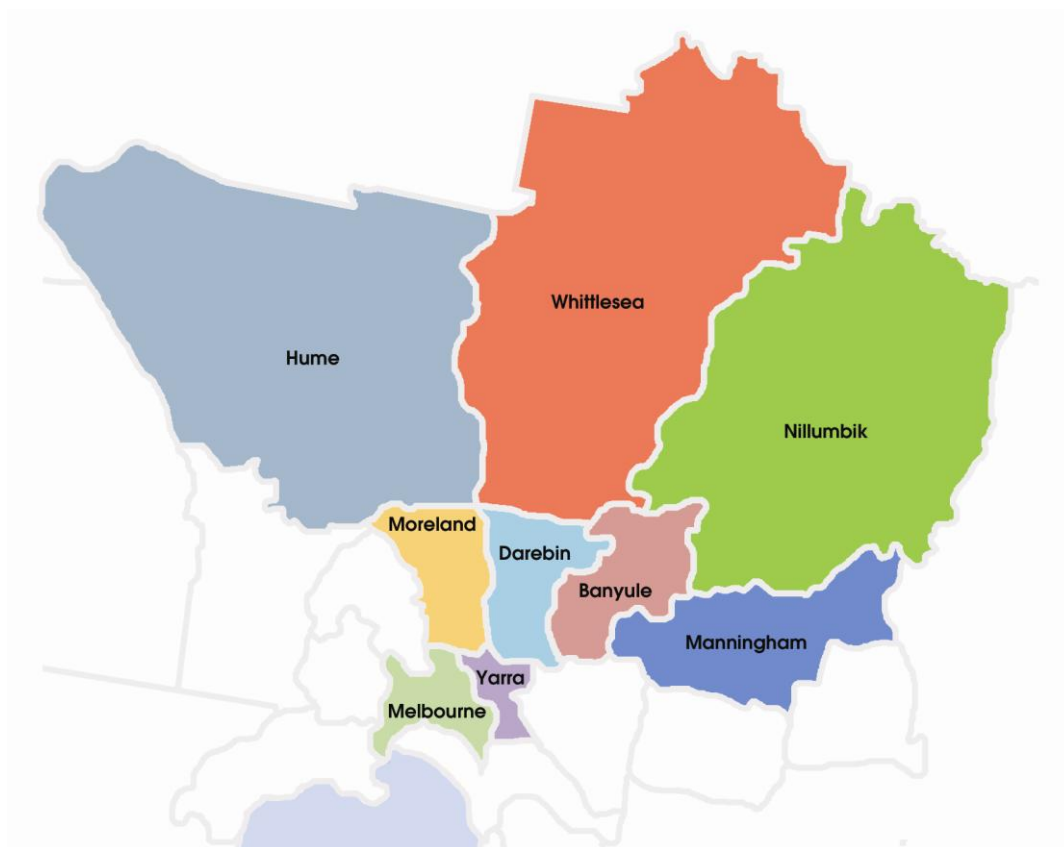 Whittlesea
Hume
Nillumbik
Moreland
Darebin
Banyule
Manningham
Yarra
Melbourne